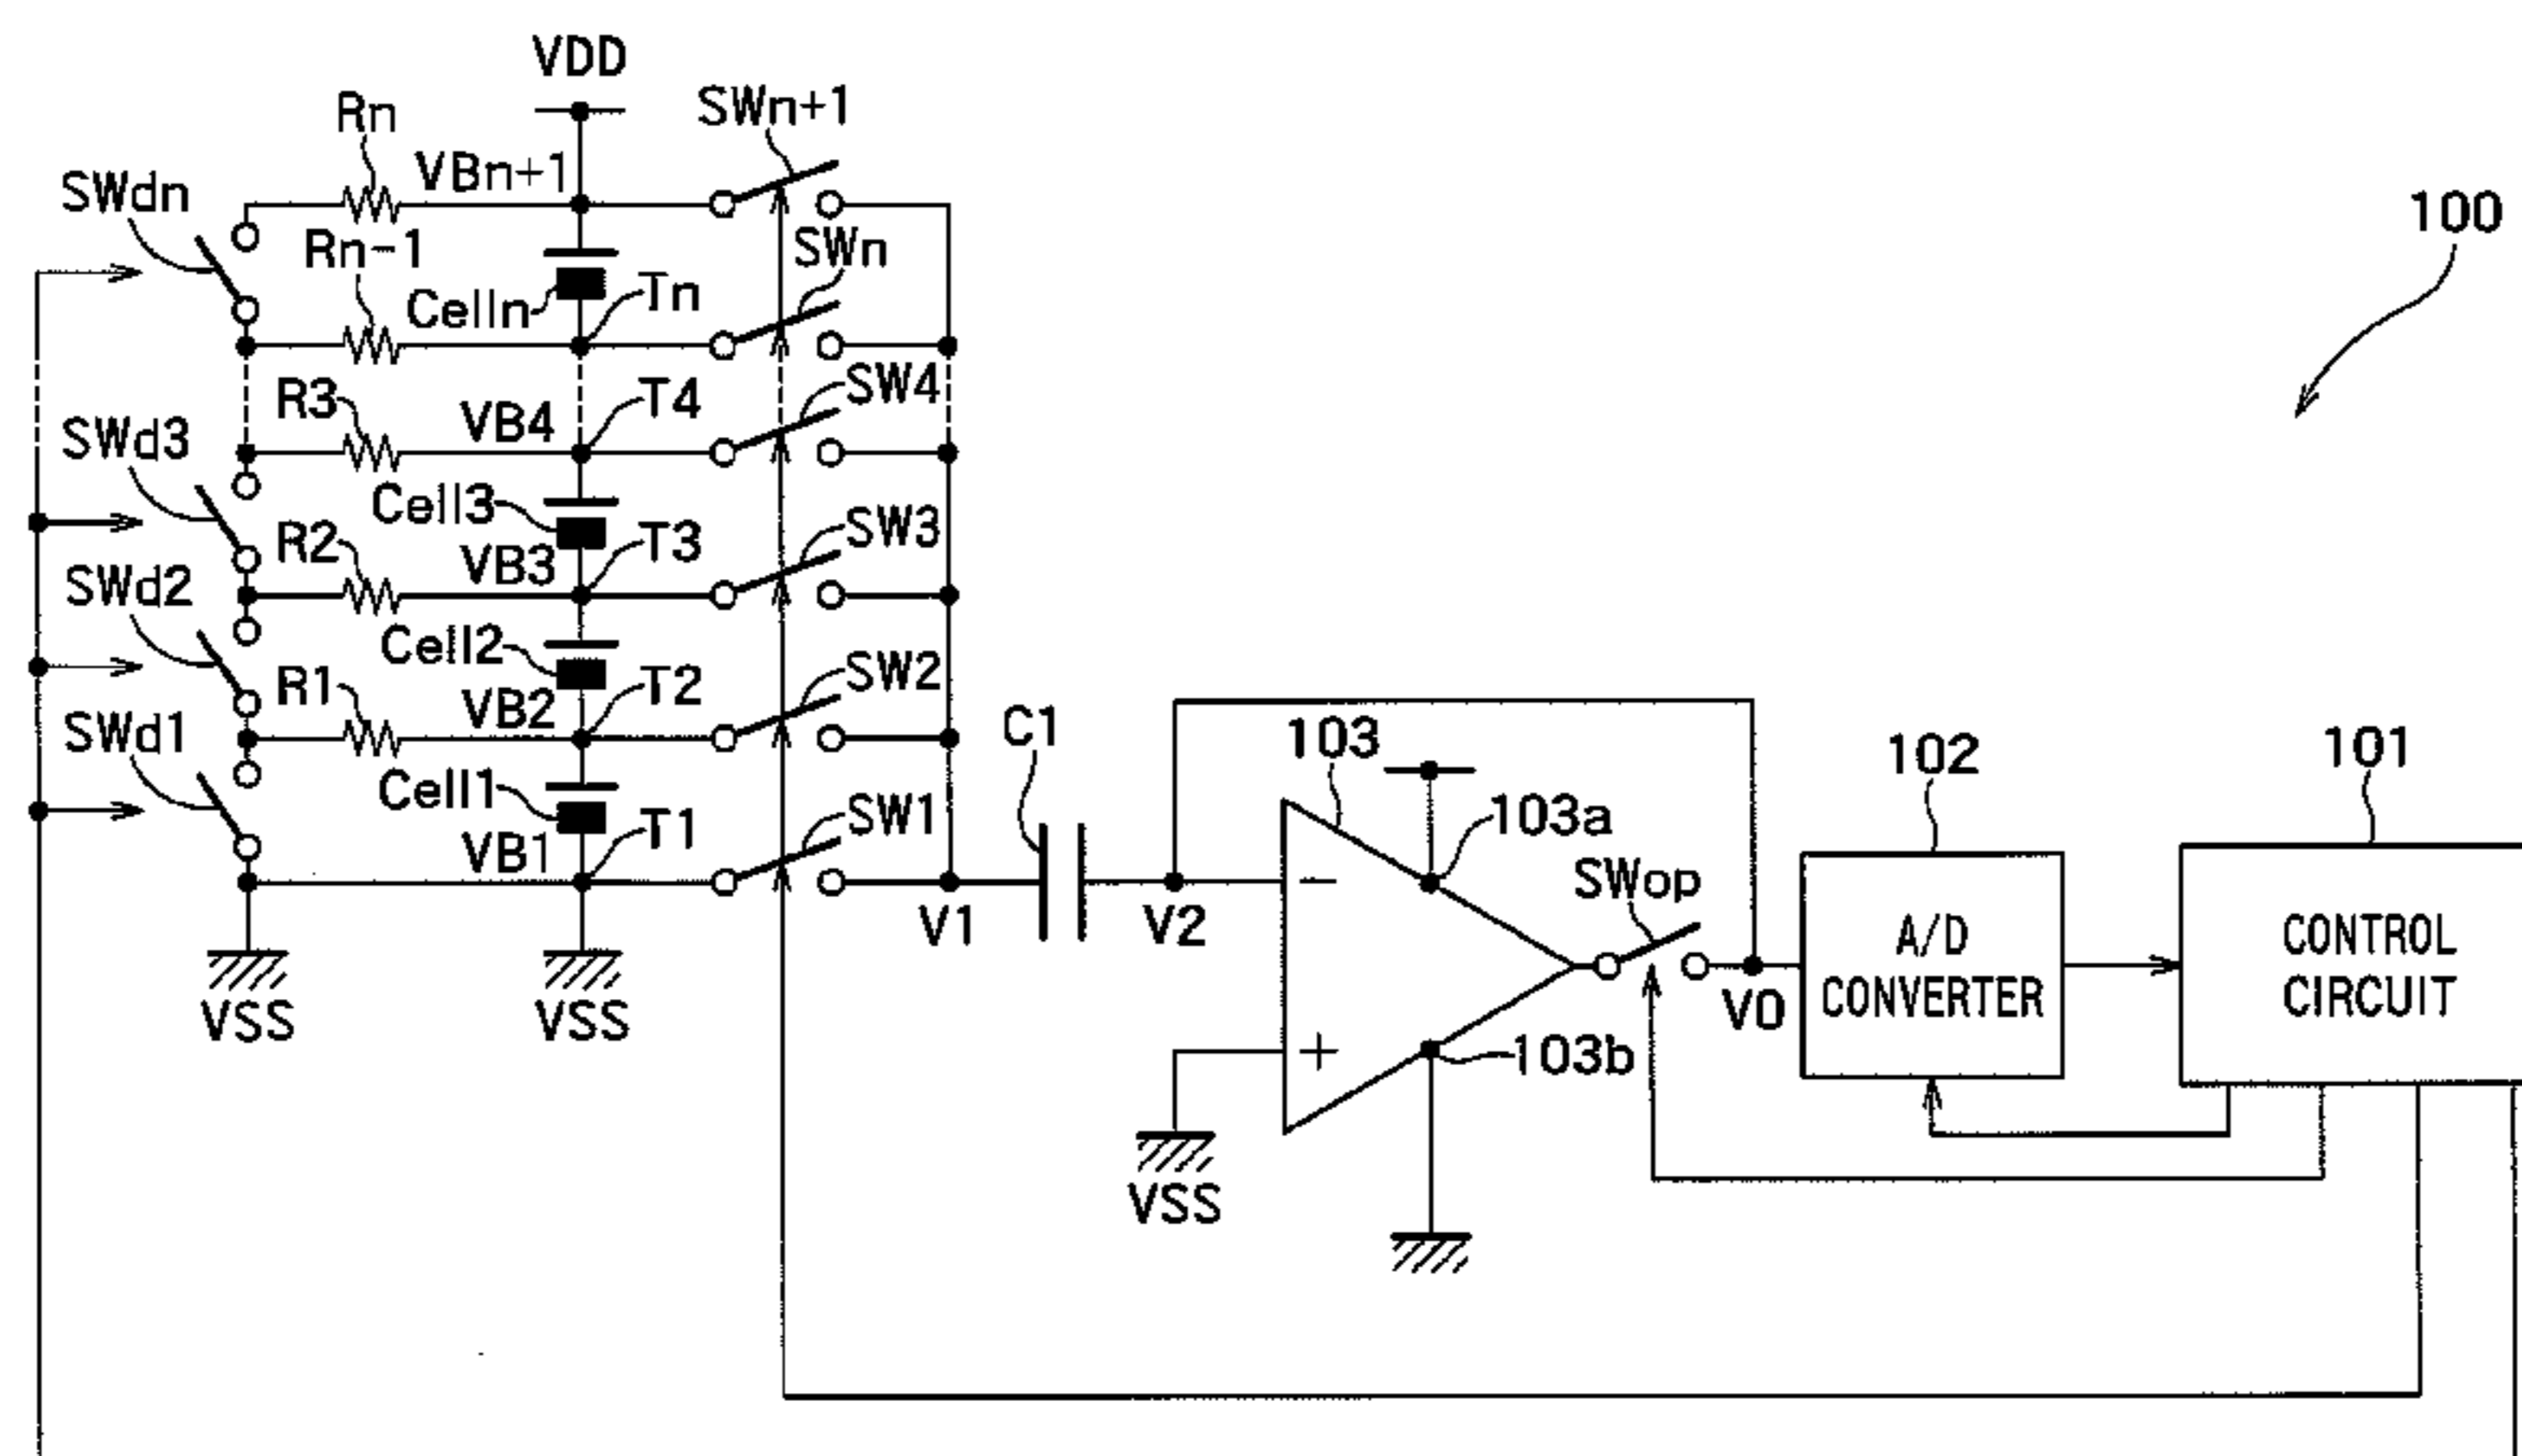 VDD
Rn
SWn+1
VBn+1
SWdn
100
Rn-1
SWn
Celln
Tn
R3
VB4
T4
SW4
SWd3
Cell3
R2
VB3
T3
SW3
SWd2
Cell2
R1
VB2
T2
SW2
SWd1
C1
103
102
101
Cell1
VB1
T1
SW1
103a
V1
V2
−
SWop
A/D
CONVERTER
CONTROL
CIRCUIT
VSS
VSS
+
103b
VO
VSS